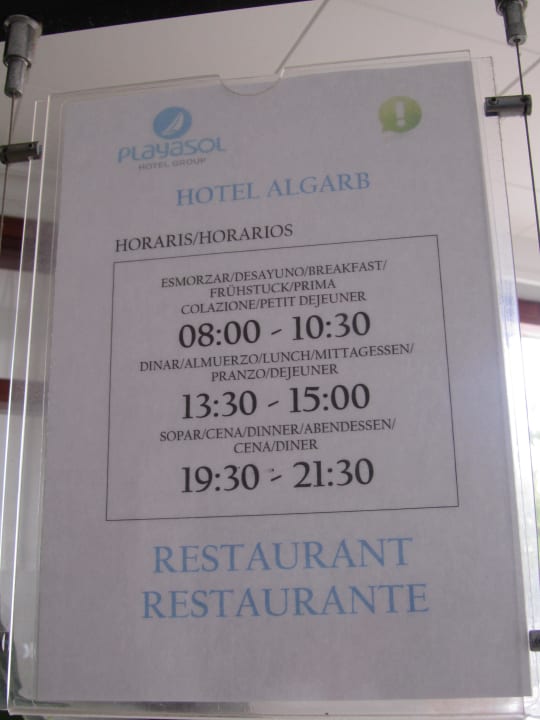 PLAYASOL
HOTEL GROUP
HOTEL ALGARB
HORARIS/HORARIOS
ESMORZAR/DESAYUNO/BREAKFAST/
FRÜHSTUCK/PRIMA
COLAZIONE/PETIT DEJEUNER
08:00 - 10:30
DINAR/ALMUERZO/LUNCH/MITTAGESSEN/
PRANZO/DEJEUNER
13:30 - 15:00
SOPAR/CENA/DINNER/ABENDESSEN/
CENA/DINER
19:30 - 21:30
RESTAURANT
RESTAURANTE